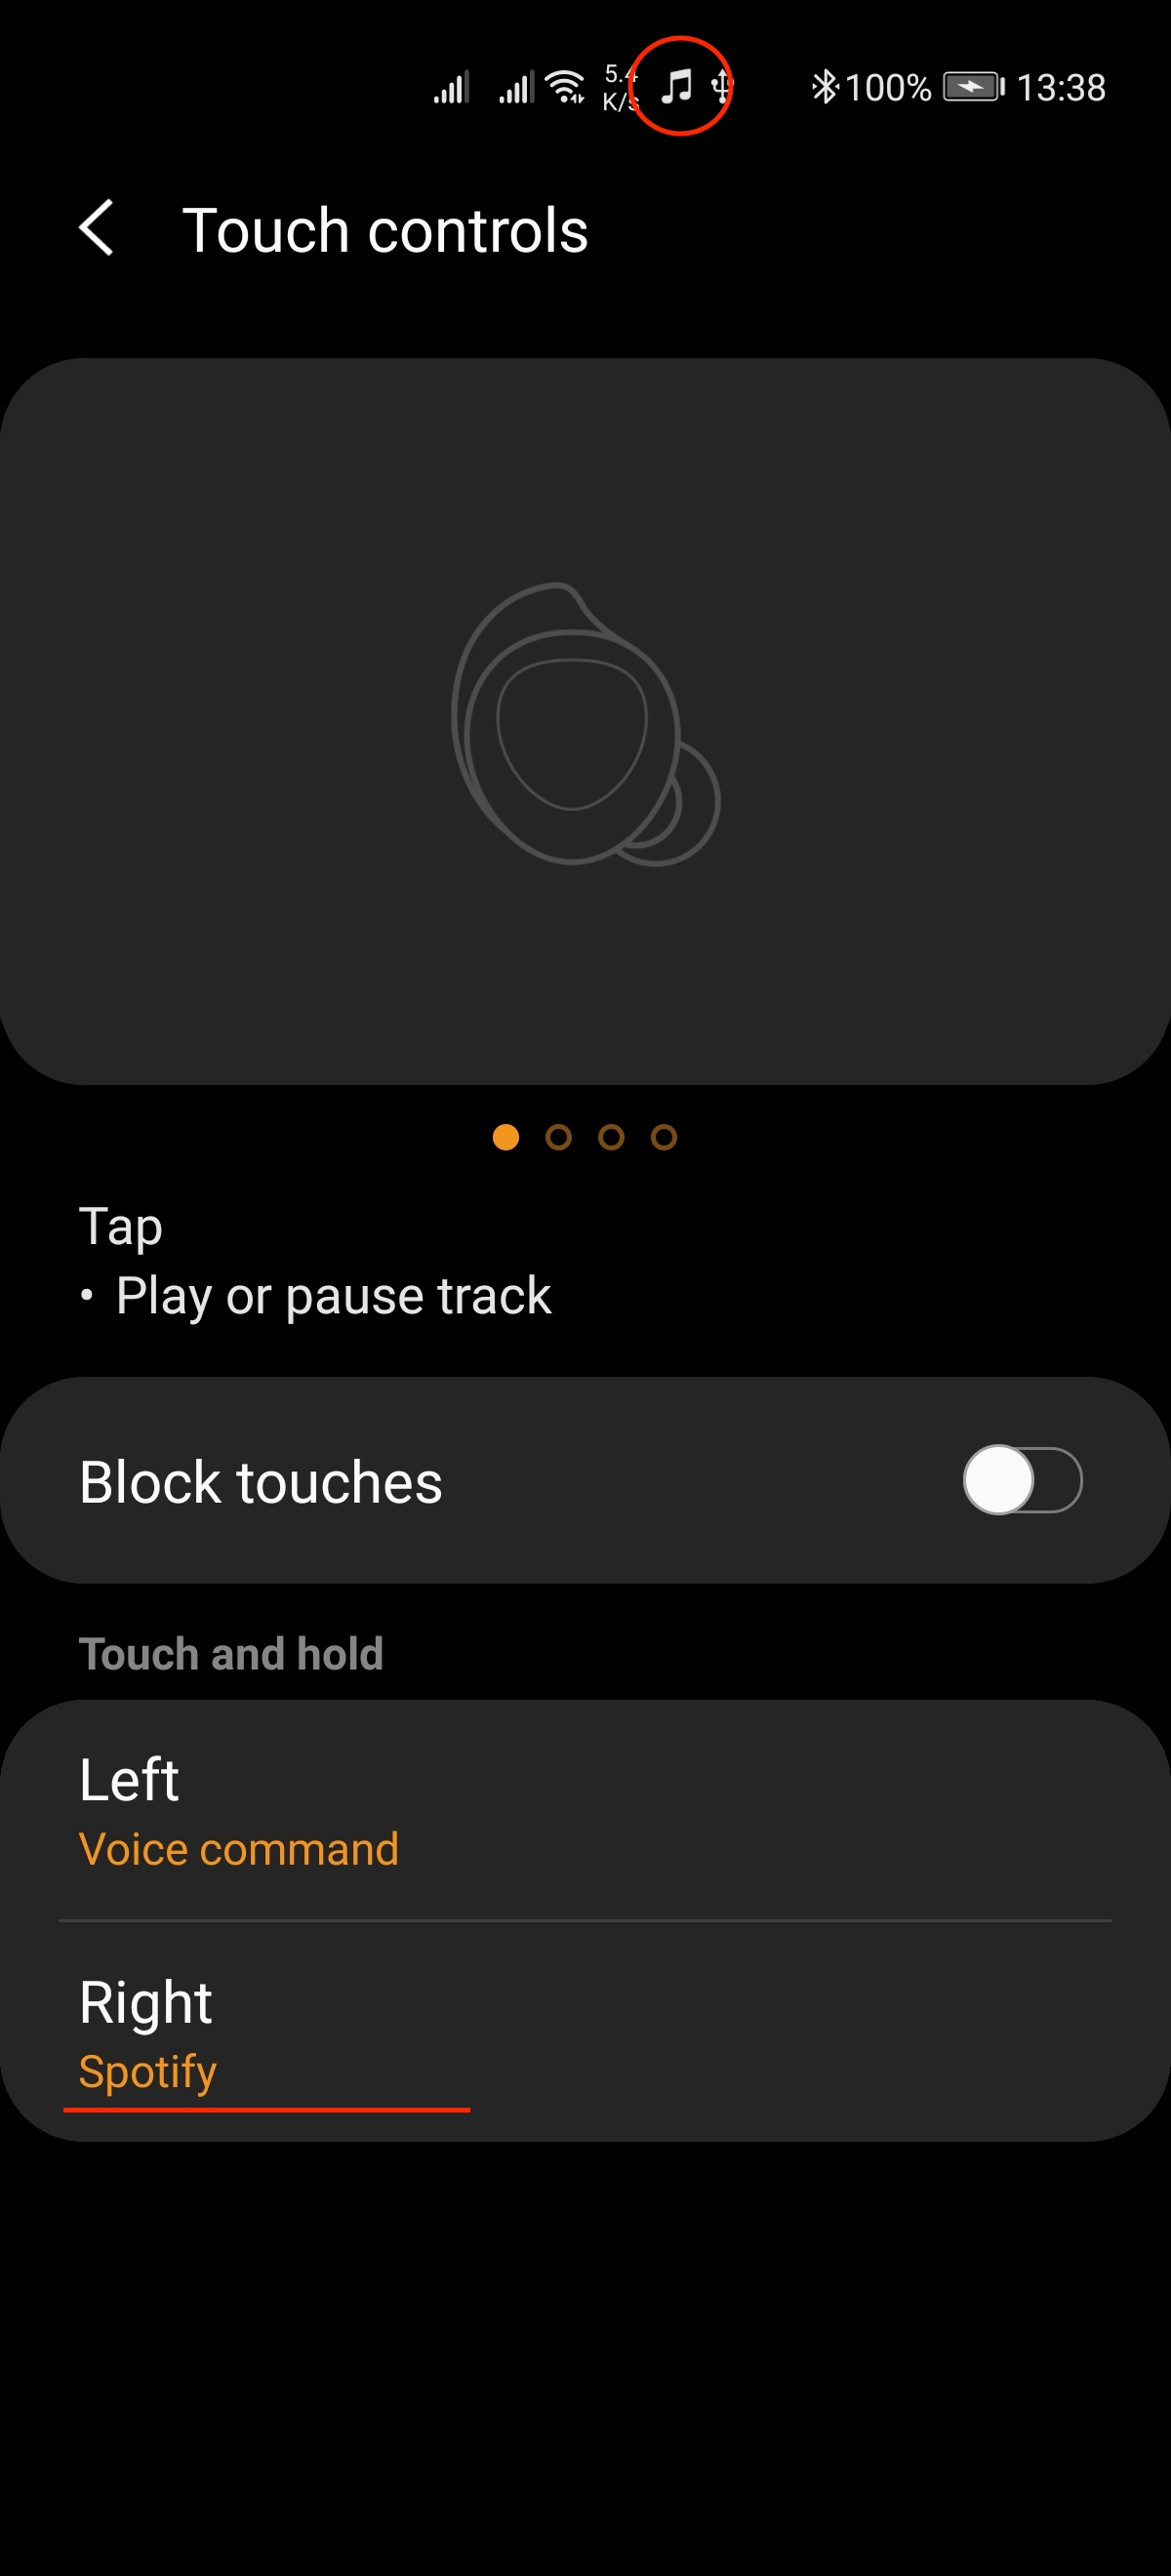 5.4
K/s
100%
13:38
Touch controls
Tap
• Play or pause track
Block touches
Touch and hold
Left
Voice command
Right
Spotify